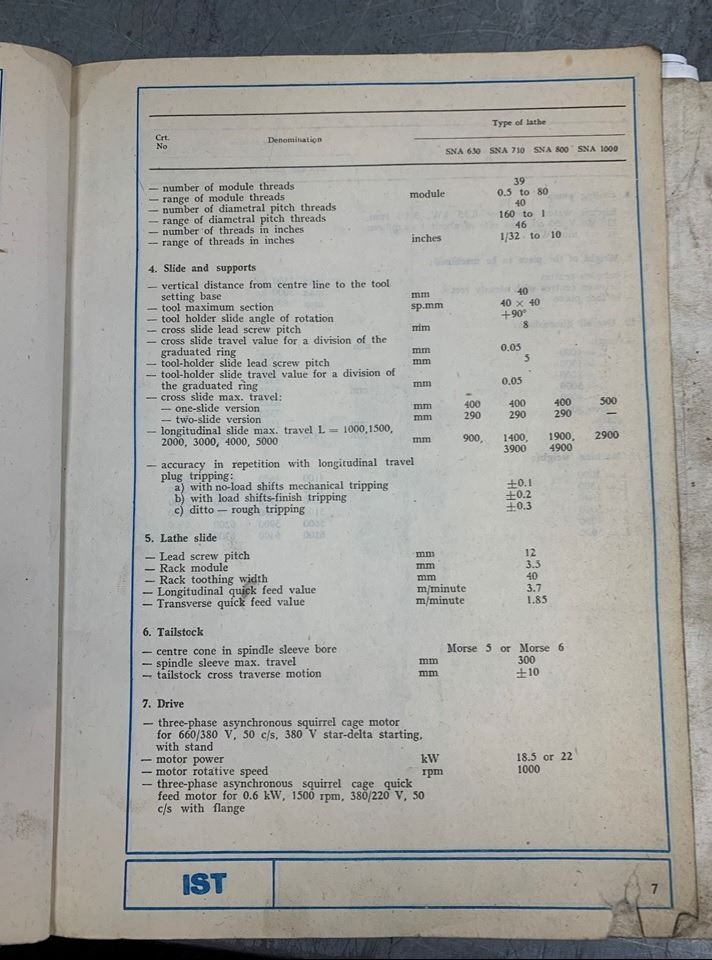 Type of lathe
Crt. No
Denomination
SNA 630 SNA 710 SNA 800 SNA 1000
39
— number of module threads
— range of module threads module 0.5 to 80
— number of diametral pitch threads 40
— range of diametral pitch threads 160 to 1
— number of threads in inches 46
— range of threads in inches inches 1/32 to 10
4. Slide and supports
— vertical distance from centre line to the tool
setting base mm 40
— tool maximum section sp.mm 40 × 40
— tool holder slide angle of rotation +90°
— cross slide lead screw pitch mm 8
— cross slide travel value for a division of the
graduated ring mm 0.05
— tool-holder slide lead screw pitch mm 5
— tool-holder slide travel value for a division of
the graduated ring mm 0.05
— cross slide max. travel:
— one-slide version mm 400 400 400 500
— two-slide version mm 290 290 290 —
— longitudinal slide max. travel L = 1000,1500,
2000, 3000, 4000, 5000 mm 900, 1400, 1900, 2900
3900 4900
— accuracy in repetition with longitudinal travel
plug tripping:
a) with no-load shifts mechanical tripping ±0.1
b) with load shifts-finish tripping ±0.2
c) ditto — rough tripping ±0.3
5. Lathe slide
— Lead screw pitch mm 12
— Rack module mm 3.5
— Rack toothing width mm 40
— Longitudinal quick feed value m/minute 3.7
— Transverse quick feed value m/minute 1.85
6. Tailstock
— centre cone in spindle sleeve bore Morse 5 or Morse 6
— spindle sleeve max. travel mm 300
— tailstock cross traverse motion mm ±10
7. Drive
— three-phase asynchronous squirrel cage motor
for 660/380 V, 50 c/s, 380 V star-delta starting,
with stand
— motor power kW 18.5 or 22
— motor rotative speed rpm 1000
— three-phase asynchronous squirrel cage quick
feed motor for 0.6 kW, 1500 rpm, 380/220 V, 50
c/s with flange
IST
7